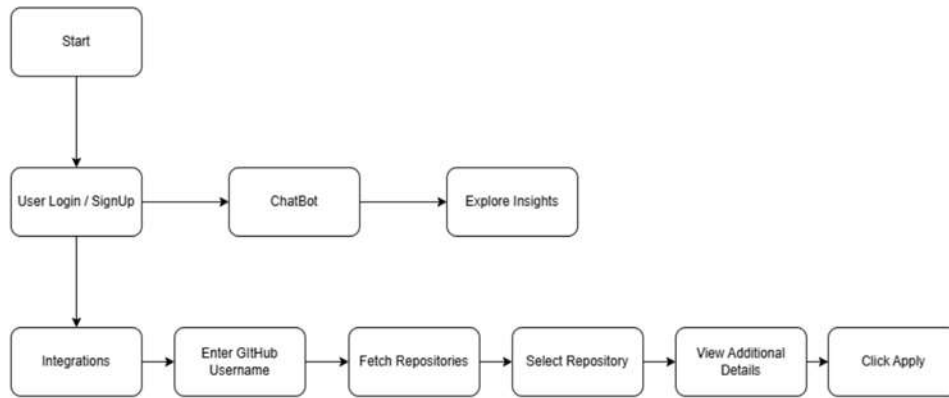 Start
User Login / SignUp
ChatBot
Explore Insights
Integrations
Enter GItHub
Username
Fetch Repositories
Select Repository
View Additional
Details
Click Apply